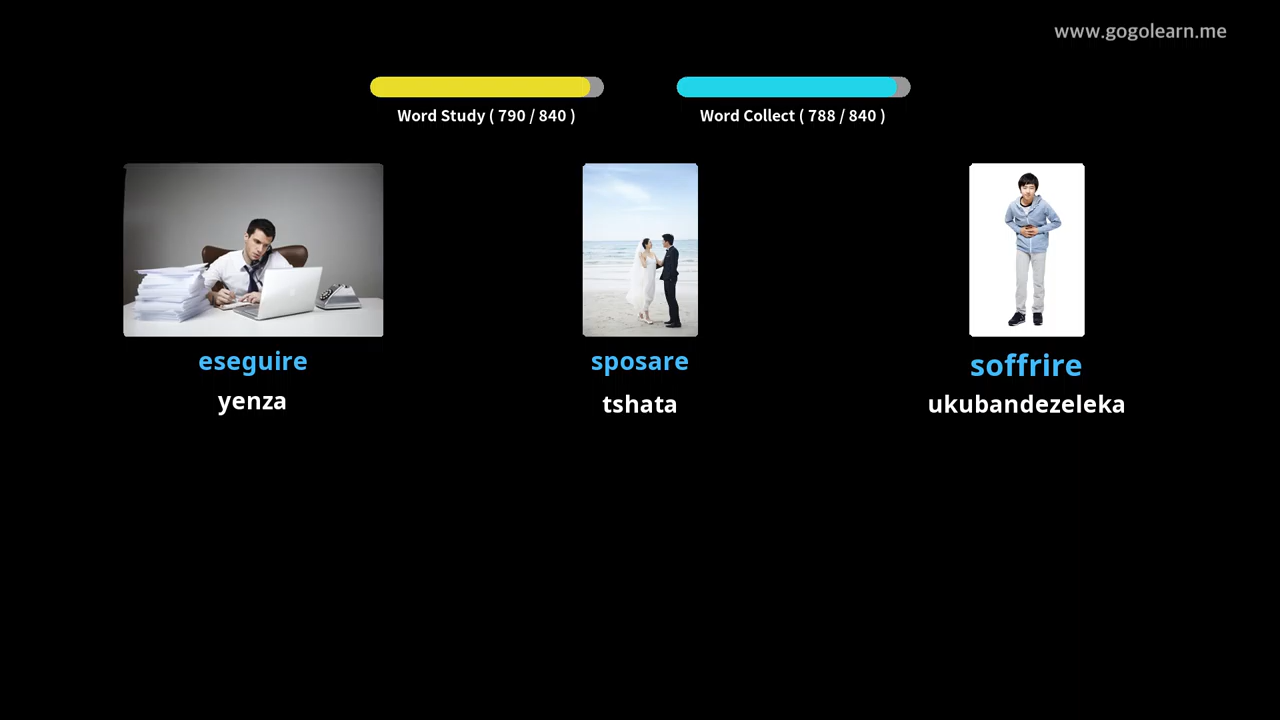 www.gogolearn.me
Word Study ( 790 / 840 )
Word Collect ( 788 / 840 )
eseguire
yenza
sposare
tshata
soffrire
ukubandezeleka